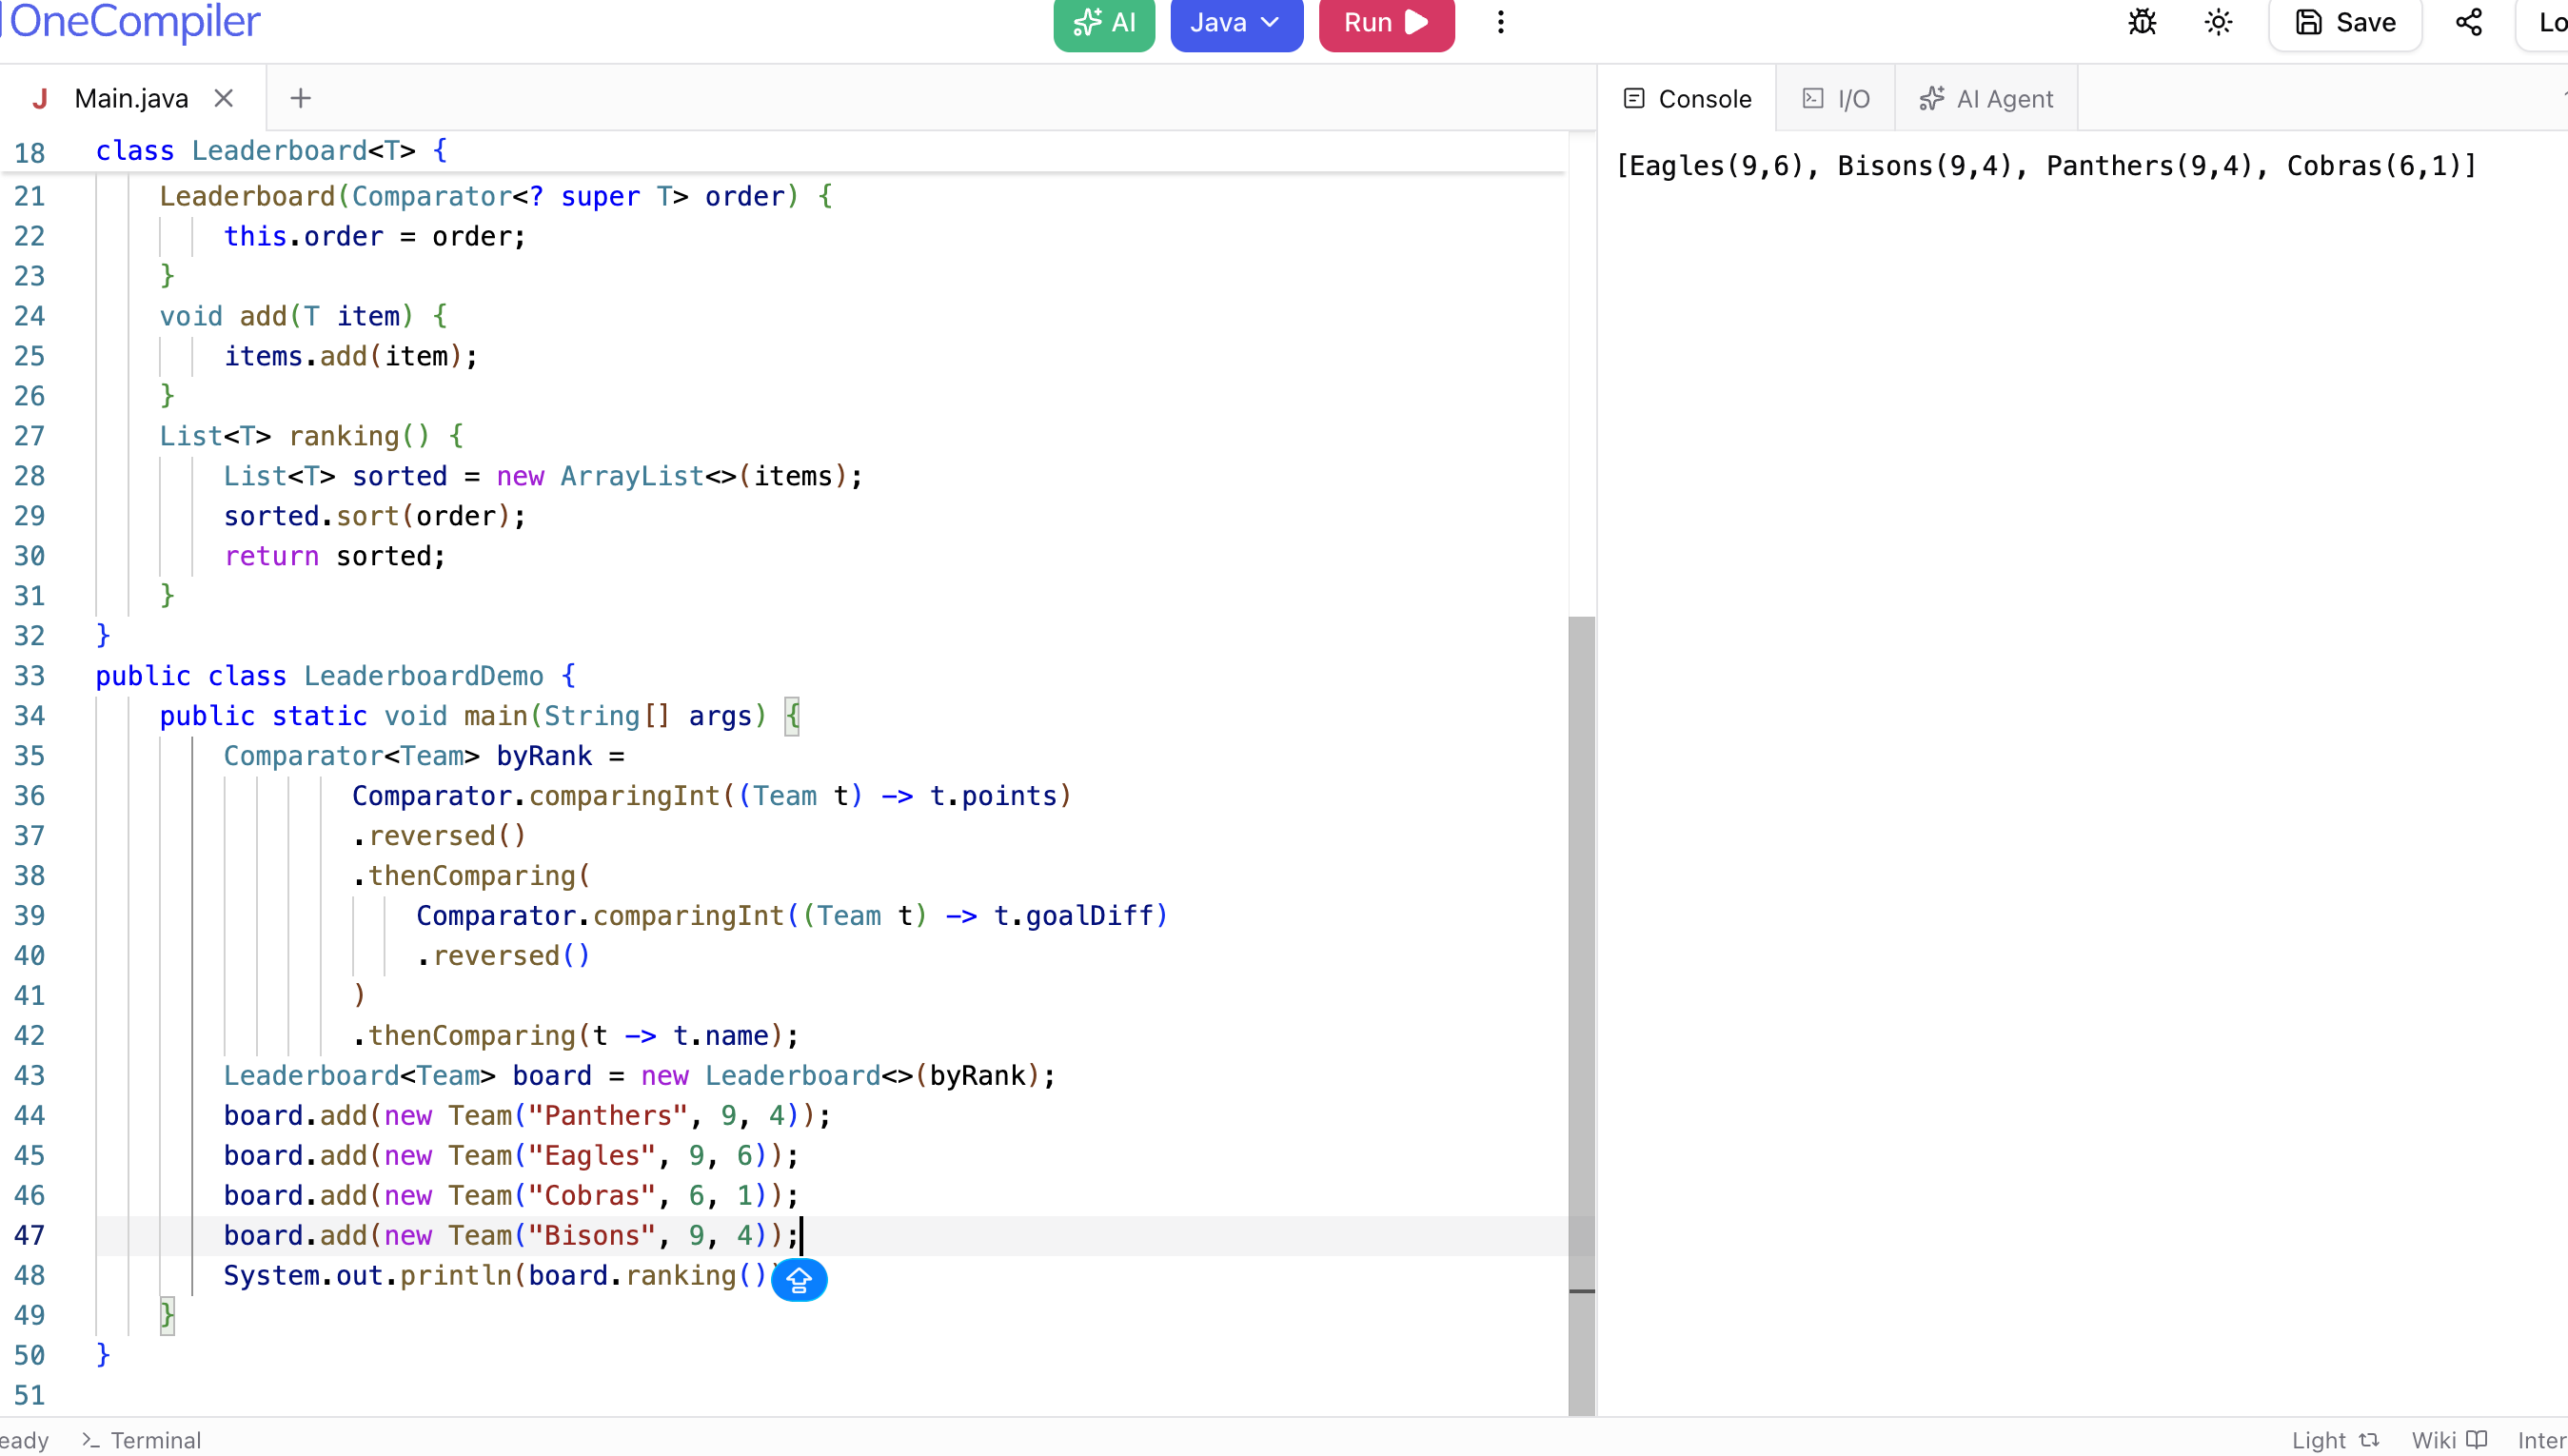 OneCompiler
AI
Java
Run
Save
J Main.java
Console
I/O
AI Agent
18 class Leaderboard<T> {
21 Leaderboard(Comparator<? super T> order) {
22 this.order = order;
23 }
24 void add(T item) {
25 items.add(item);
26 }
27 List<T> ranking() {
28 List<T> sorted = new ArrayList<>(items);
29 sorted.sort(order);
30 return sorted;
31 }
32 }
33 public class LeaderboardDemo {
34 public static void main(String[] args) {
35 Comparator<Team> byRank =
36 Comparator.comparingInt((Team t) -> t.points)
37 .reversed()
38 .thenComparing(
39 Comparator.comparingInt((Team t) -> t.goalDiff)
40 .reversed()
41 )
42 .thenComparing(t -> t.name);
43 Leaderboard<Team> board = new Leaderboard<>(byRank);
44 board.add(new Team("Panthers", 9, 4));
45 board.add(new Team("Eagles", 9, 6));
46 board.add(new Team("Cobras", 6, 1));
47 board.add(new Team("Bisons", 9, 4));
48 System.out.println(board.ranking()
49 }
50 }
51
[Eagles(9,6), Bisons(9,4), Panthers(9,4), Cobras(6,1)]
Terminal
Light
Wiki